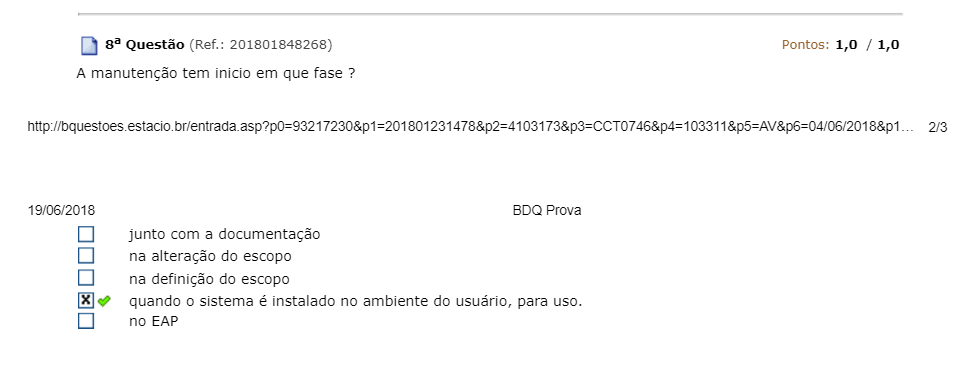 8ª Questão (Ref.: 201801848268) Pontos: 1,0 / 1,0
A manutenção tem inicio em que fase ?
http://bquestoes.estacio.br/entrada.asp?p0=93217230&p1=201801231478&p2=4103173&p3=CCT0746&p4=103311&p5=AV&p6=04/06/2018&p1… 2/3
19/06/2018 BDQ Prova
junto com a documentação
na alteração do escopo
na definição do escopo
quando o sistema é instalado no ambiente do usuário, para uso.
no EAP